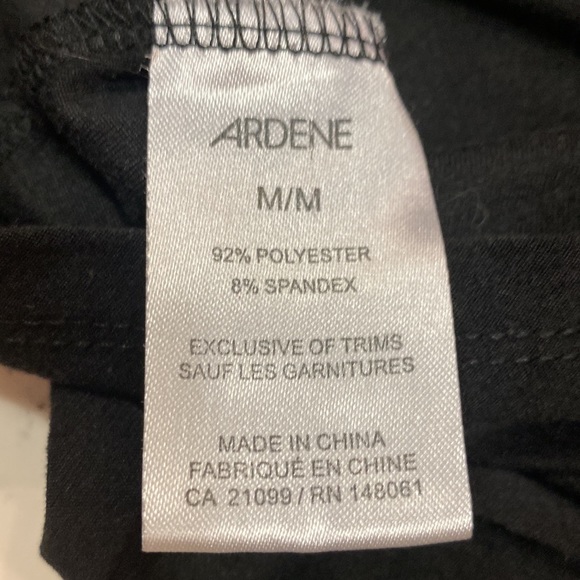 ARDENE
M/M
92% POLYESTER
8% SPANDEX
EXCLUSIVE OF TRIMS
SAUF LES GARNITURES
MADE IN CHINA
FABRIQUÉ EN CHINE
CA 21099 / RN 148061